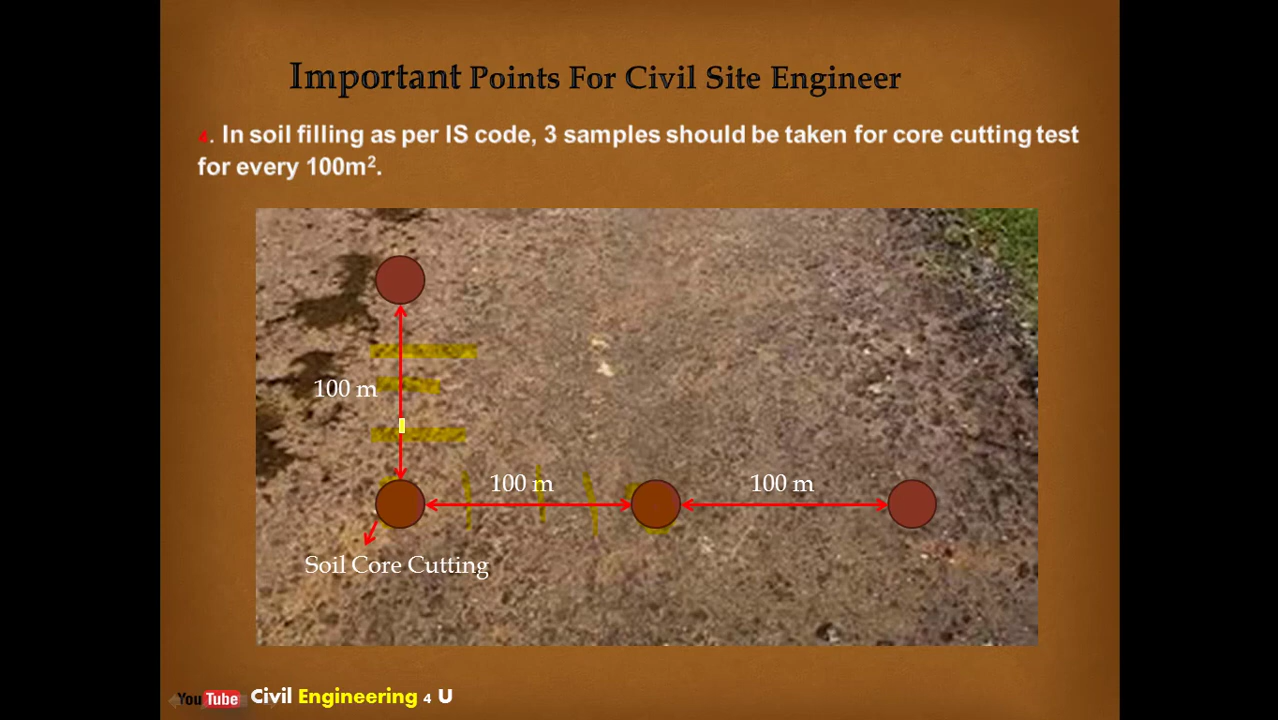 Important Points For Civil Site Engineer
4. In soil filling as per IS code, 3 samples should be taken for core cutting test
for every 100m².
100 m
100 m
100 m
Soil Core Cutting
YouTube Civil Engineering 4 U